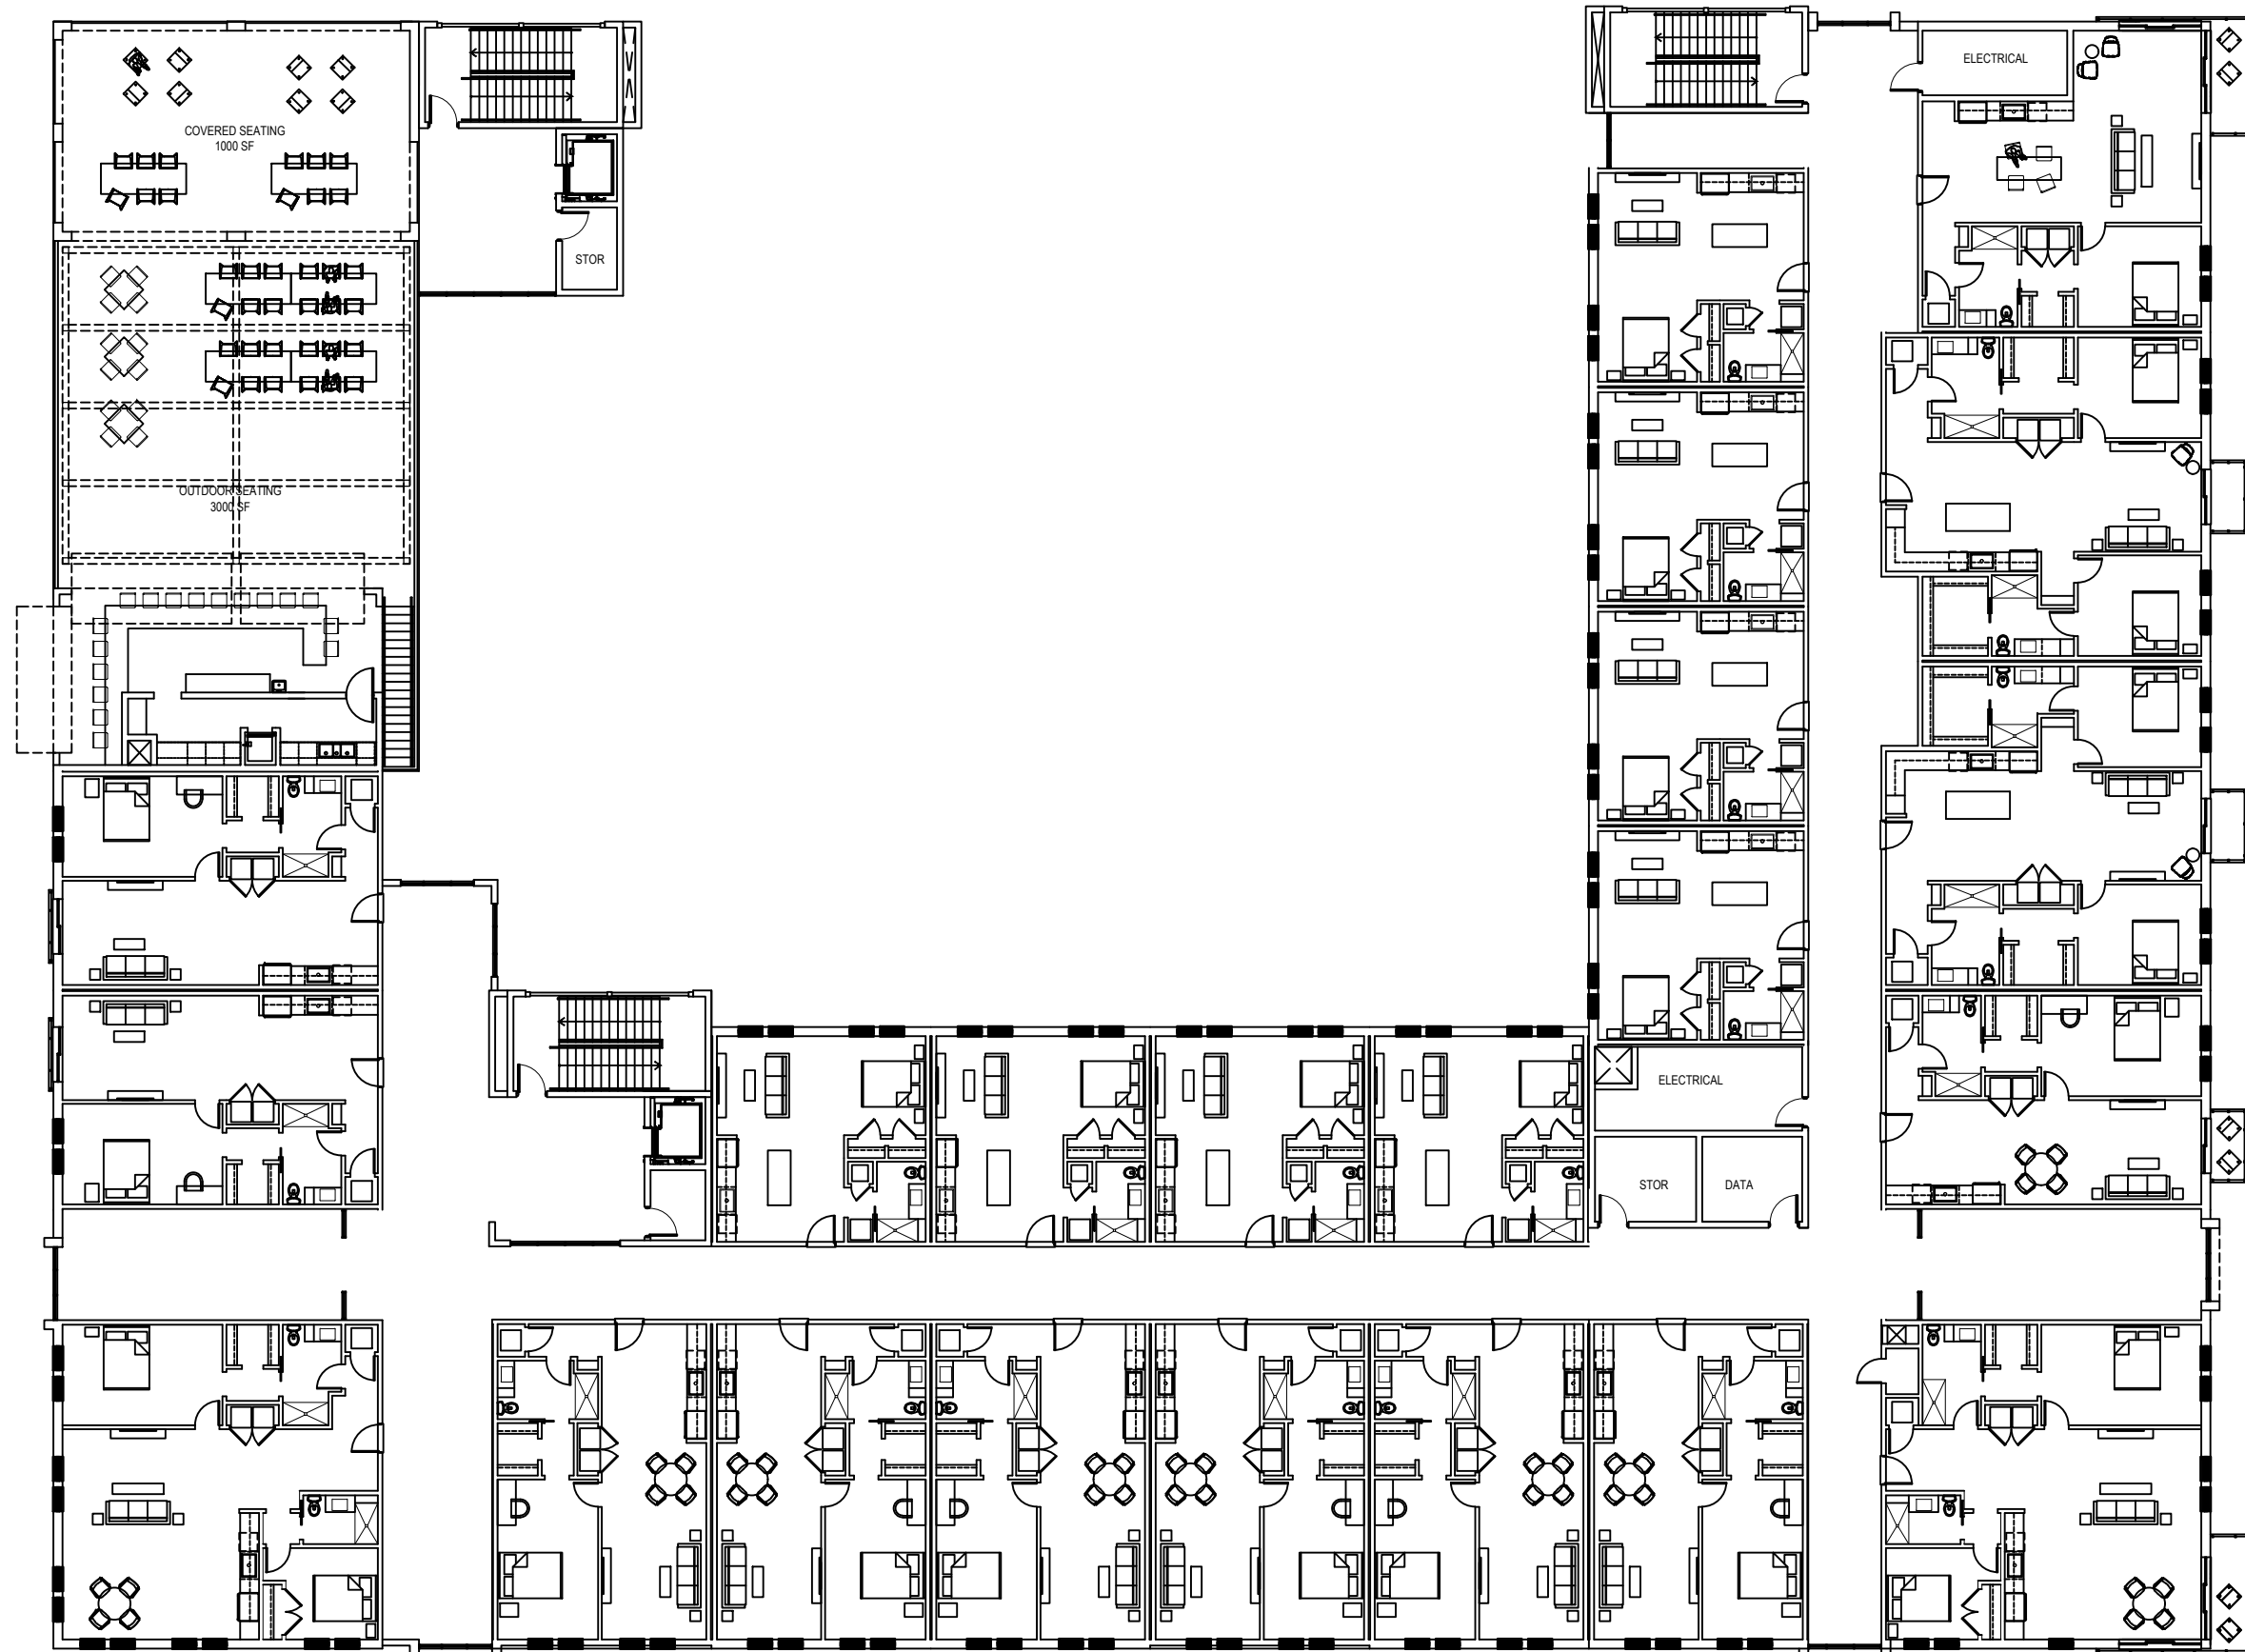 ELECTRICAL
COVERED SEATING
1000 SF
STOR
OUTDOOR SEATING
3000 SF
ELECTRICAL
STOR
DATA